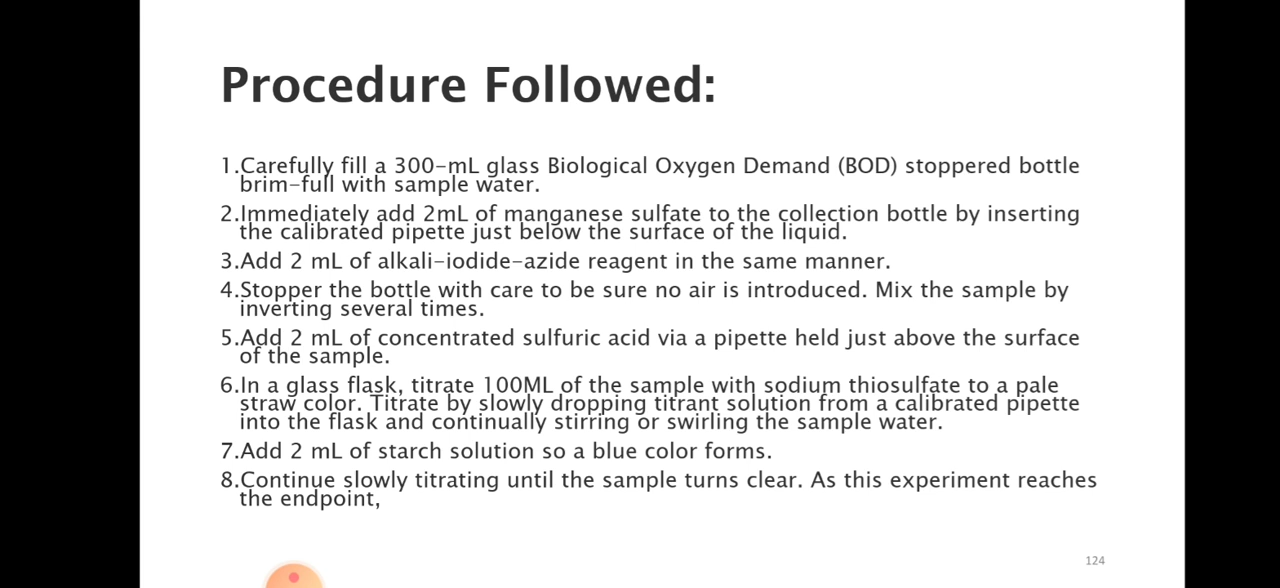 Procedure Followed:
1.Carefully fill a 300-mL glass Biological Oxygen Demand (BOD) stoppered bottle
brim-full with sample water.
2.Immediately add 2mL of manganese sulfate to the collection bottle by inserting
the calibrated pipette just below the surface of the liquid.
3.Add 2 mL of alkali-iodide-azide reagent in the same manner.
4.Stopper the bottle with care to be sure no air is introduced. Mix the sample by
inverting several times.
5.Add 2 mL of concentrated sulfuric acid via a pipette held just above the surface
of the sample.
6.In a glass flask, titrate 100ML of the sample with sodium thiosulfate to a pale
straw color. Titrate by slowly dropping titrant solution from a calibrated pipette
into the flask and continually stirring or swirling the sample water.
7.Add 2 mL of starch solution so a blue color forms.
8.Continue slowly titrating until the sample turns clear. As this experiment reaches
the endpoint,
124